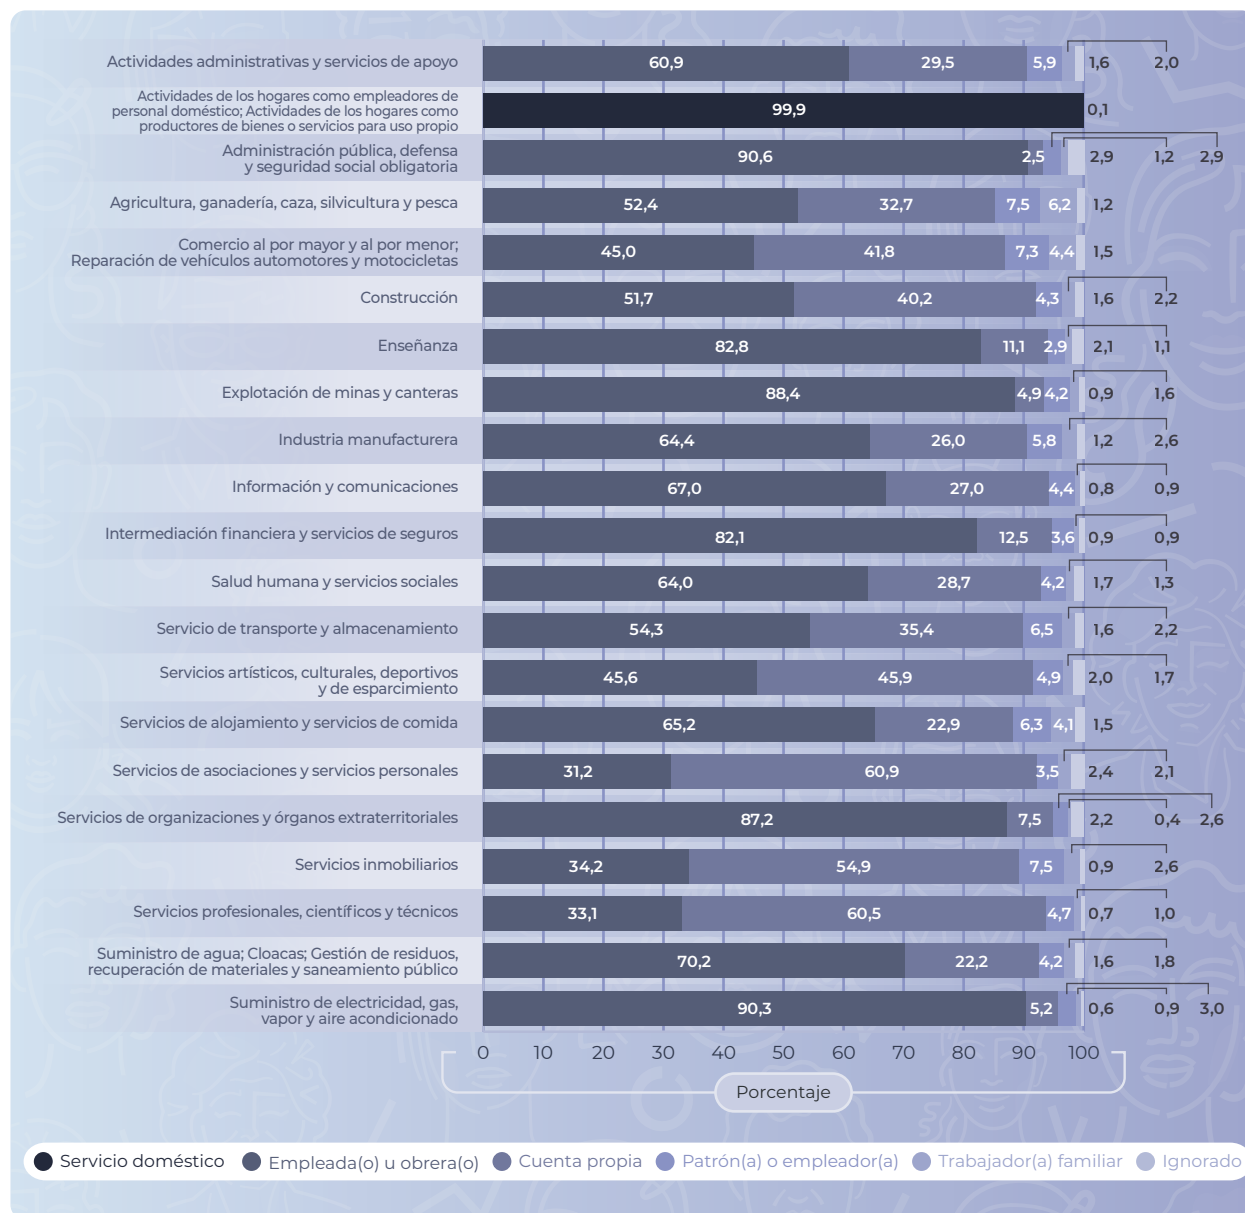 Actividades administrativas y servicios de apoyo
60,9 29,5 5,9 1,6 2,0
Actividades de los hogares como empleadores de
personal doméstico; Actividades de los hogares como
productores de bienes o servicios para uso propio
99,9 0,1
Administración pública, defensa
y seguridad social obligatoria
90,6 2,5 2,9 1,2 2,9
Agricultura, ganadería, caza, silvicultura y pesca
52,4 32,7 7,5 6,2 1,2
Comercio al por mayor y al por menor;
Reparación de vehículos automotores y motocicletas
45,0 41,8 7,3 4,4 1,5
Construcción
51,7 40,2 4,3 1,6 2,2
Enseñanza
82,8 11,1 2,9 2,1 1,1
Explotación de minas y canteras
88,4 4,9 4,2 0,9 1,6
Industria manufacturera
64,4 26,0 5,8 1,2 2,6
Información y comunicaciones
67,0 27,0 4,4 0,8 0,9
Intermediación financiera y servicios de seguros
82,1 12,5 3,6 0,9 0,9
Salud humana y servicios sociales
64,0 28,7 4,2 1,7 1,3
Servicio de transporte y almacenamiento
54,3 35,4 6,5 1,6 2,2
Servicios artísticos, culturales, deportivos
y de esparcimiento
45,6 45,9 4,9 2,0 1,7
Servicios de alojamiento y servicios de comida
65,2 22,9 6,3 4,1 1,5
Servicios de asociaciones y servicios personales
31,2 60,9 3,5 2,4 2,1
Servicios de organizaciones y órganos extraterritoriales
87,2 7,5 2,2 0,4 2,6
Servicios inmobiliarios
34,2 54,9 7,5 0,9 2,6
Servicios profesionales, científicos y técnicos
33,1 60,5 4,7 0,7 1,0
Suministro de agua; Cloacas; Gestión de residuos,
recuperación de materiales y saneamiento público
70,2 22,2 4,2 1,6 1,8
Suministro de electricidad, gas,
vapor y aire acondicionado
90,3 5,2 0,6 0,9 3,0
0 10 20 30 40 50 60 70 80 90 100
Porcentaje
Servicio doméstico Empleada(o) u obrera(o) Cuenta propia Patrón(a) o empleador(a) Trabajador(a) familiar Ignorado